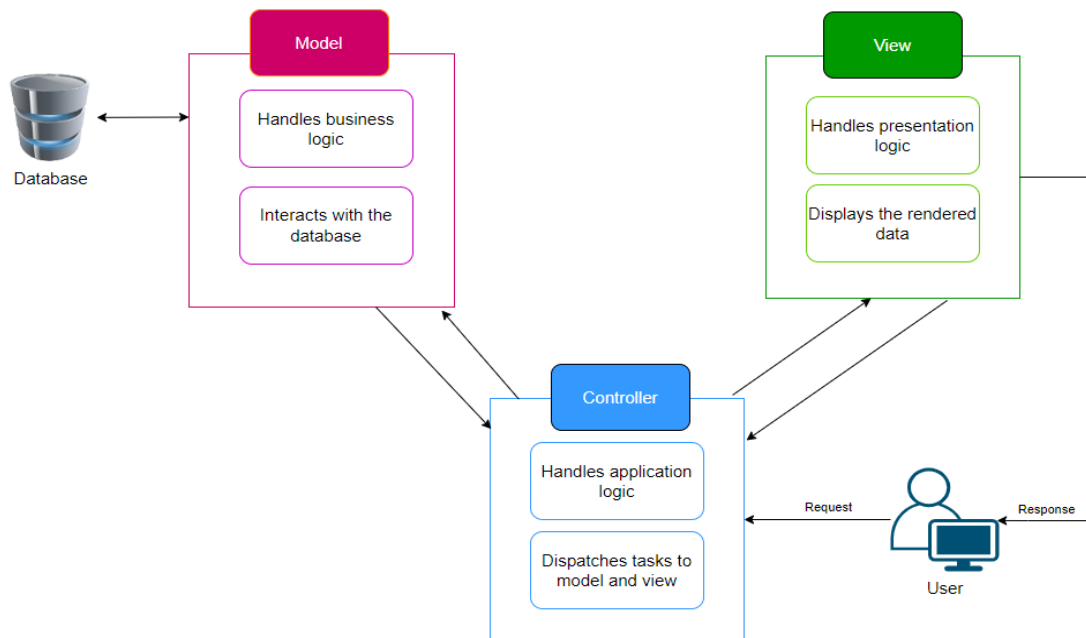 Model
View
Handles business
logic
Interacts with the
database
Database
Handles presentation
logic
Displays the rendered
data
Controller
Handles application
logic
Dispatches tasks to
model and view
Request
Response
User